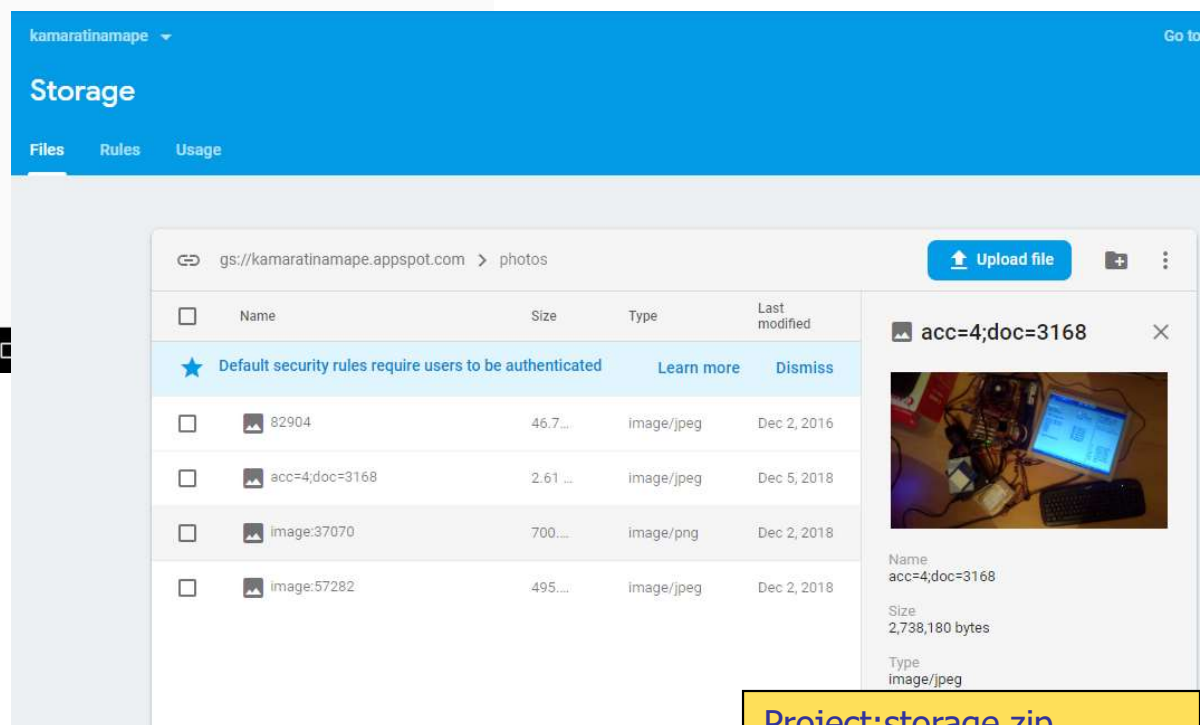 kamaratinamape
Go to
Storage
Files Rules Usage
gs://kamaratinamape.appspot.com > photos
Upload file
Name Size Type Last modified
Default security rules require users to be authenticated Learn more Dismiss
82904 46.7... image/jpeg Dec 2, 2016
acc=4;doc=3168 2.61 ... image/jpeg Dec 5, 2018
image:37070 700.... image/png Dec 2, 2018
image:57282 495.... image/jpeg Dec 2, 2018
acc=4;doc=3168
Name
acc=4;doc=3168
Size
2,738,180 bytes
Type
image/jpeg
Project:storage.zip